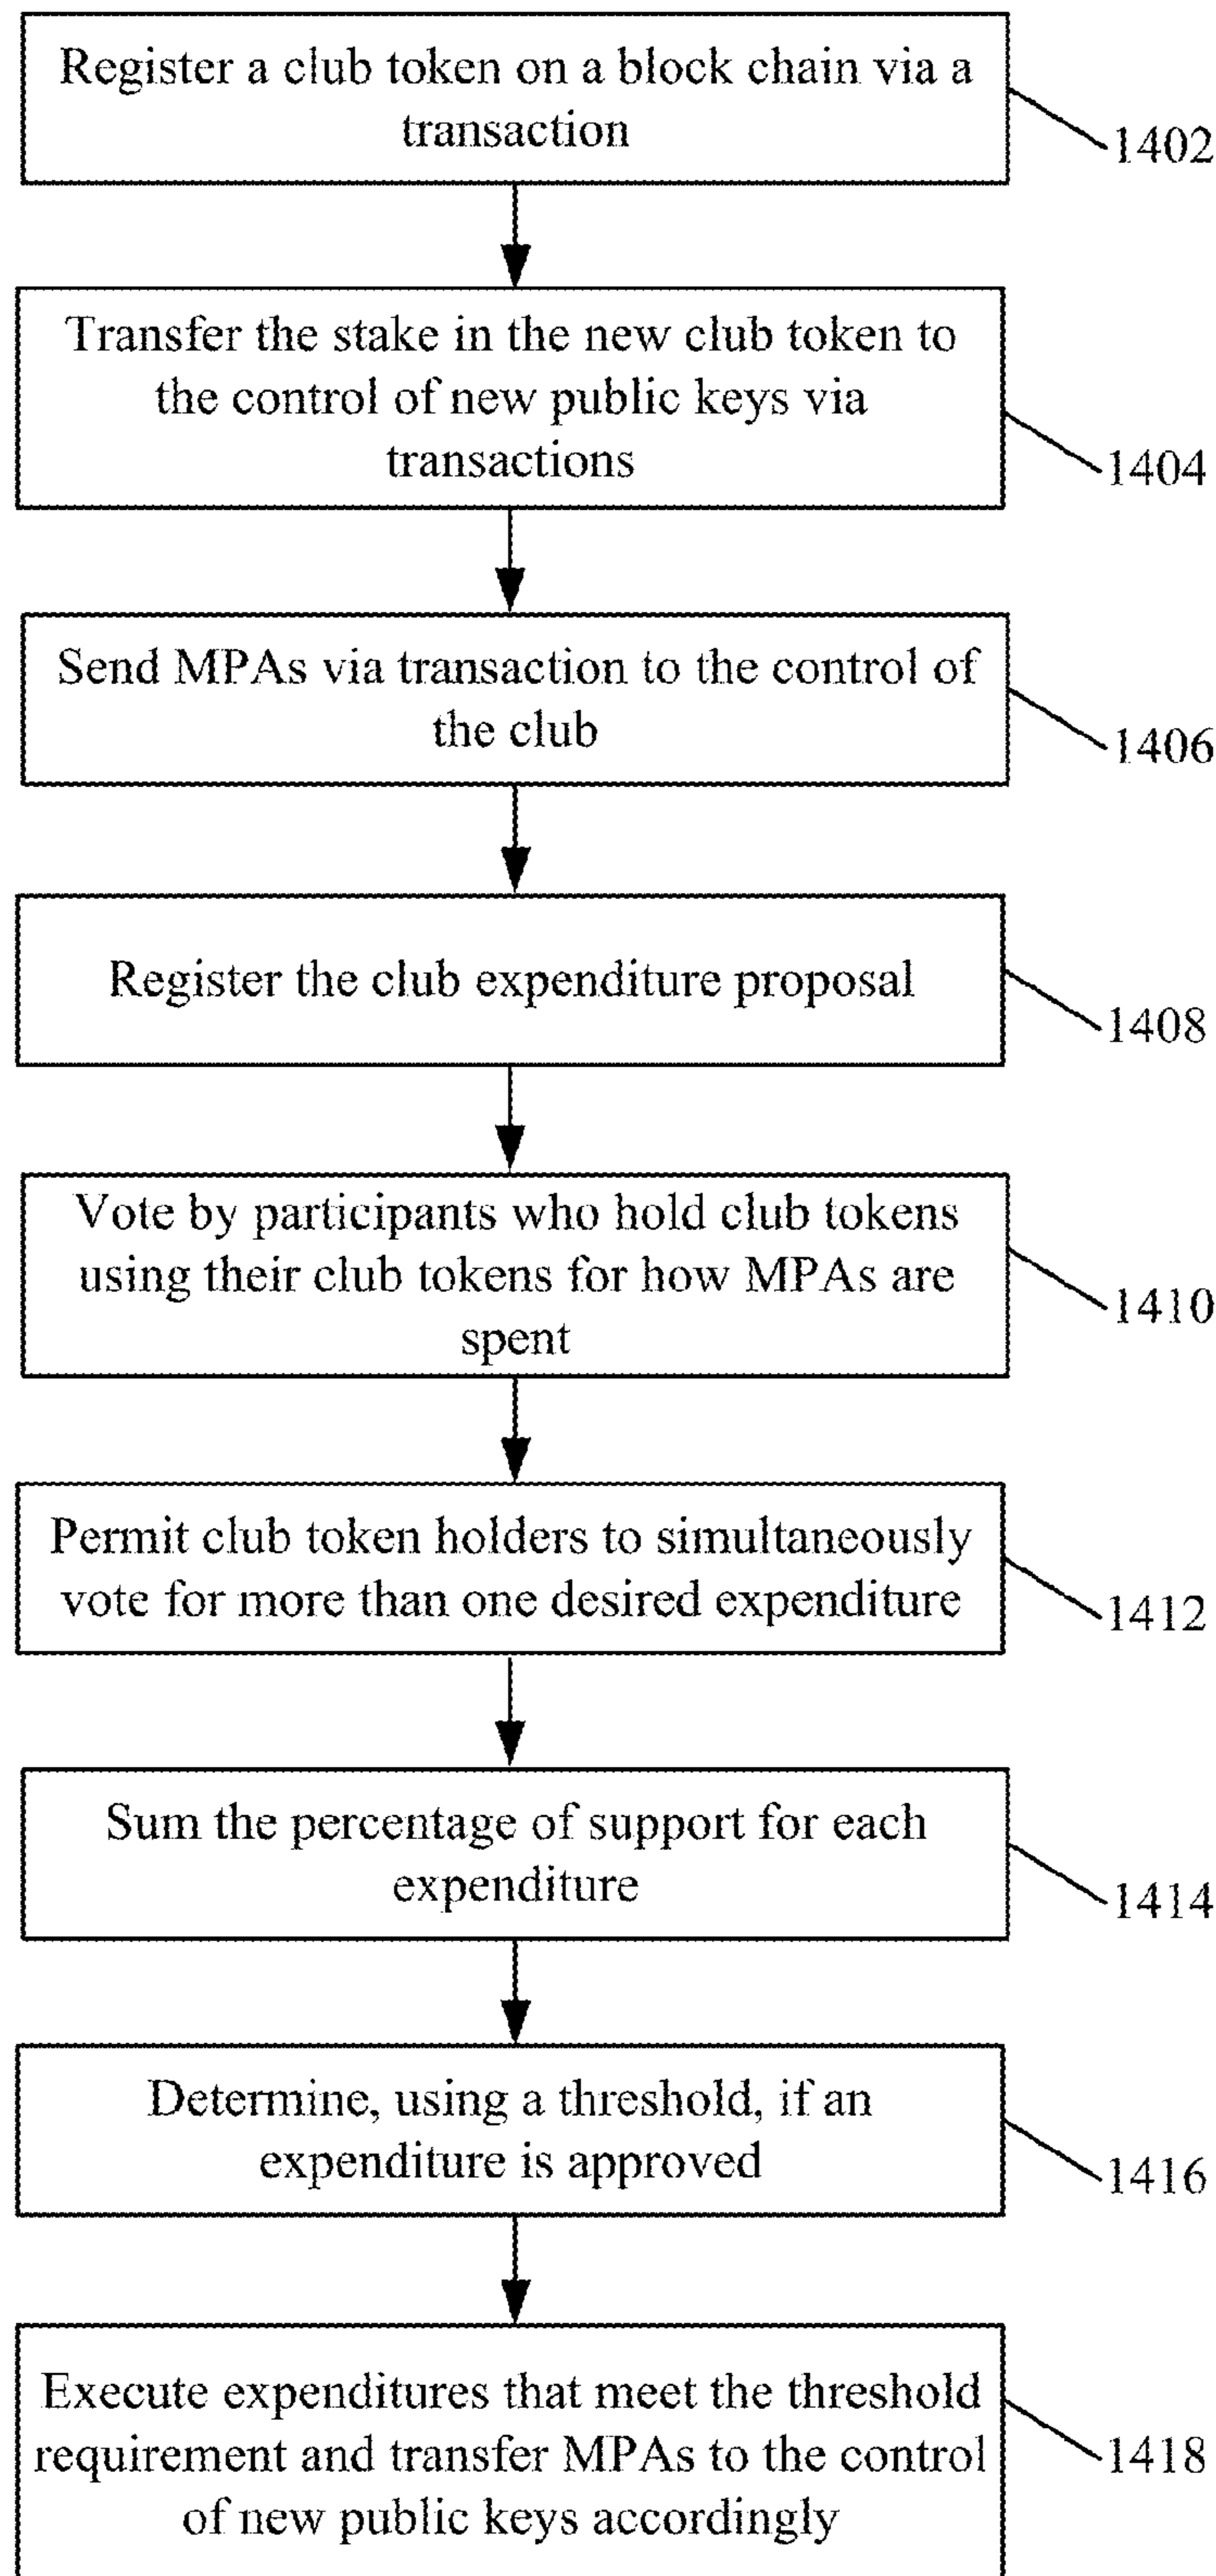 Register a club token on a block chain via a
transaction
1402
Transfer the stake in the new club token to
the control of new public keys via
transactions
1404
Send MPAs via transaction to the control of
the club
1406
Register the club expenditure proposal
1408
Vote by participants who hold club tokens
using their club tokens for how MPAs are
spent
1410
Permit club token holders to simultaneously
vote for more than one desired expenditure
1412
Sum the percentage of support for each
expenditure
1414
Determine, using a threshold, if an
expenditure is approved
1416
Execute expenditures that meet the threshold
requirement and transfer MPAs to the control
of new public keys accordingly
1418